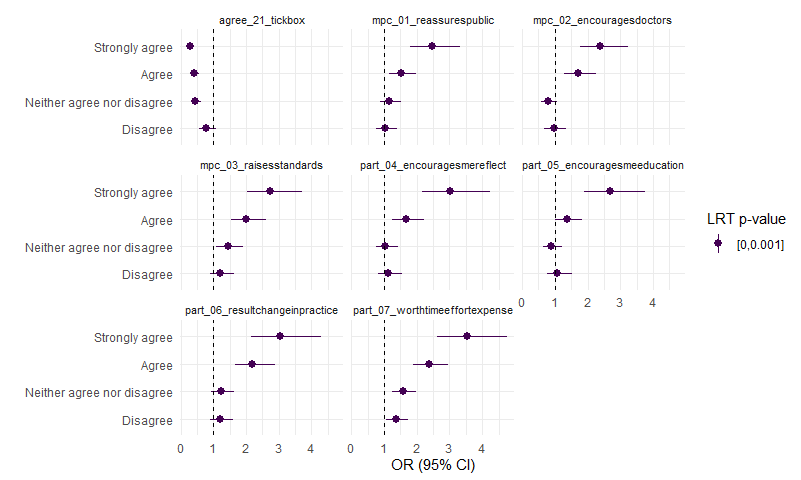 agree_21_tickbox mpc_01_reassurespublic mpc_02_encouragesdoctors
Strongly agree
Agree
Neither agree nor disagree
Disagree
mpc_03_raisesstandards part_04_encouragesmereflect part_05_encouragesmeeducation
Strongly agree
Agree
Neither agree nor disagree
Disagree
LRT p-value
[0,0.001]
0 1 2 3 4
part_06_resultchangeinpractice part_07_worthtimeeffortexpense
Strongly agree
Agree
Neither agree nor disagree
Disagree
0 1 2 3 4 0 1 2 3 4
OR (95% CI)